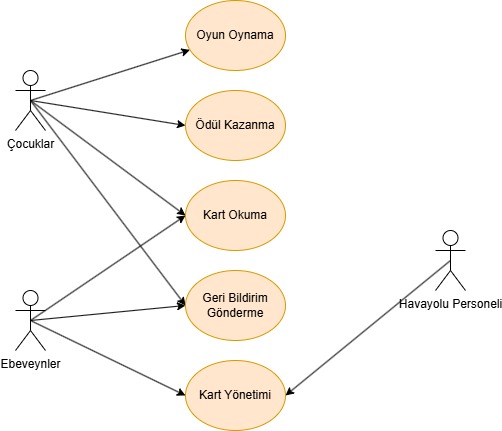 Oyun Oynama
Çocuklar
Ödül Kazanma
Kart Okuma
Havayolu Personeli
Geri Bildirim
Gönderme
Ebeveynler
Kart Yönetimi